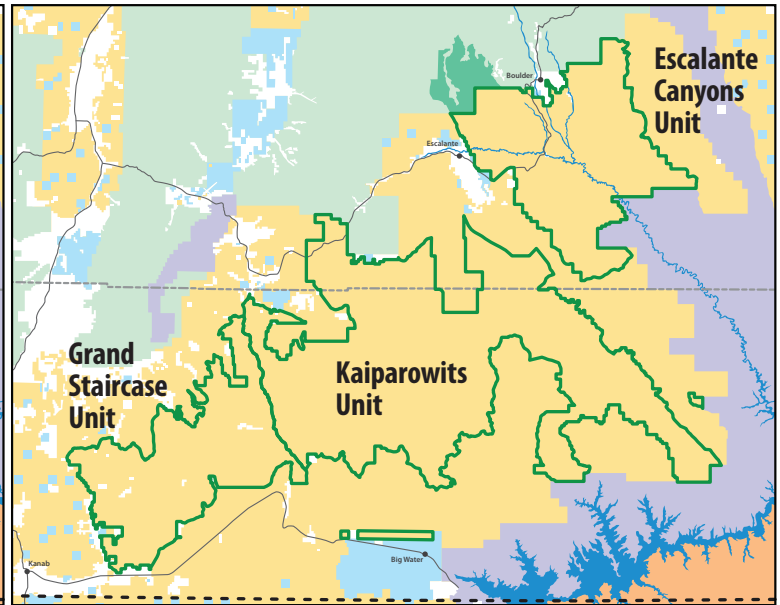 Escalante
Canyons
Unit
Boulder
Escalante
Grand
Staircase
Unit
Kaiparowits
Unit
Kanab
Big Water